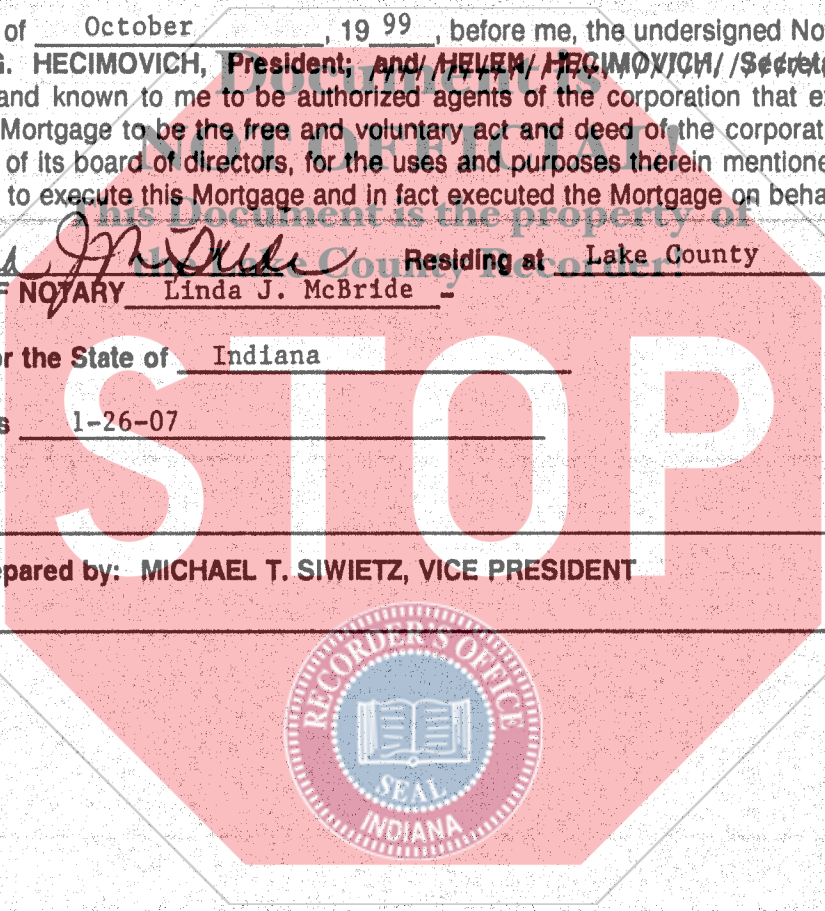 of October , 19 99 , before me, the undersigned No
G. HECIMOVICH, President; and HELEN HECIMOVICH, Secret
and known to me to be authorized agents of the corporation that e
Mortgage to be the free and voluntary act and deed of the corporat
of its board of directors, for the uses and purposes therein mentione
to execute this Mortgage and in fact executed the Mortgage on beha
Document is
NOT OFFICIAL!
This Document is the property of
the Lake County Recorder!
J McBride Residing at Lake County
NOTARY Linda J. McBride
or the State of Indiana
s 1-26-07
STOP
epared by: MICHAEL T. SIWIETZ, VICE PRESIDENT
RECORDER'S OFFICE
SEAL
INDIANA